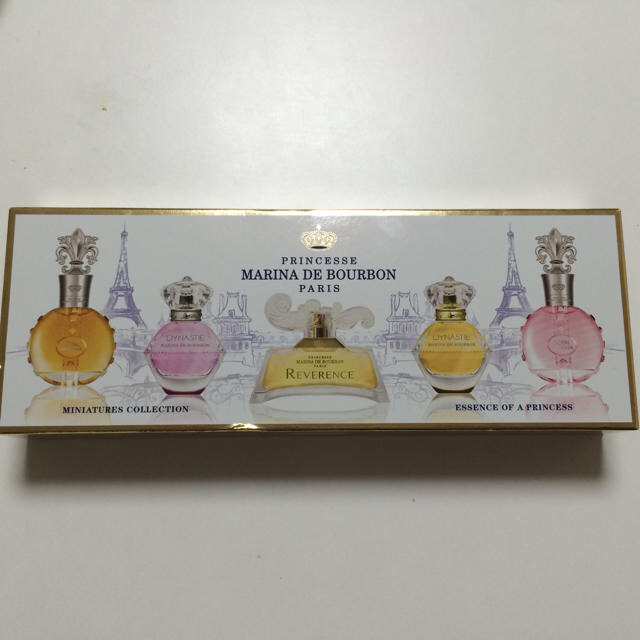 PRINCESSE
MARINA DE BOURBON
PARIS
DYNASTIE
MARINA DE BOURBON
PRINCESSE
MARINA DE BOURBON
PARIS
REVERENCE
DYNASTIE
MARINA DE BOURBON
MINIATURES COLLECTION
ESSENCE OF A PRINCESS